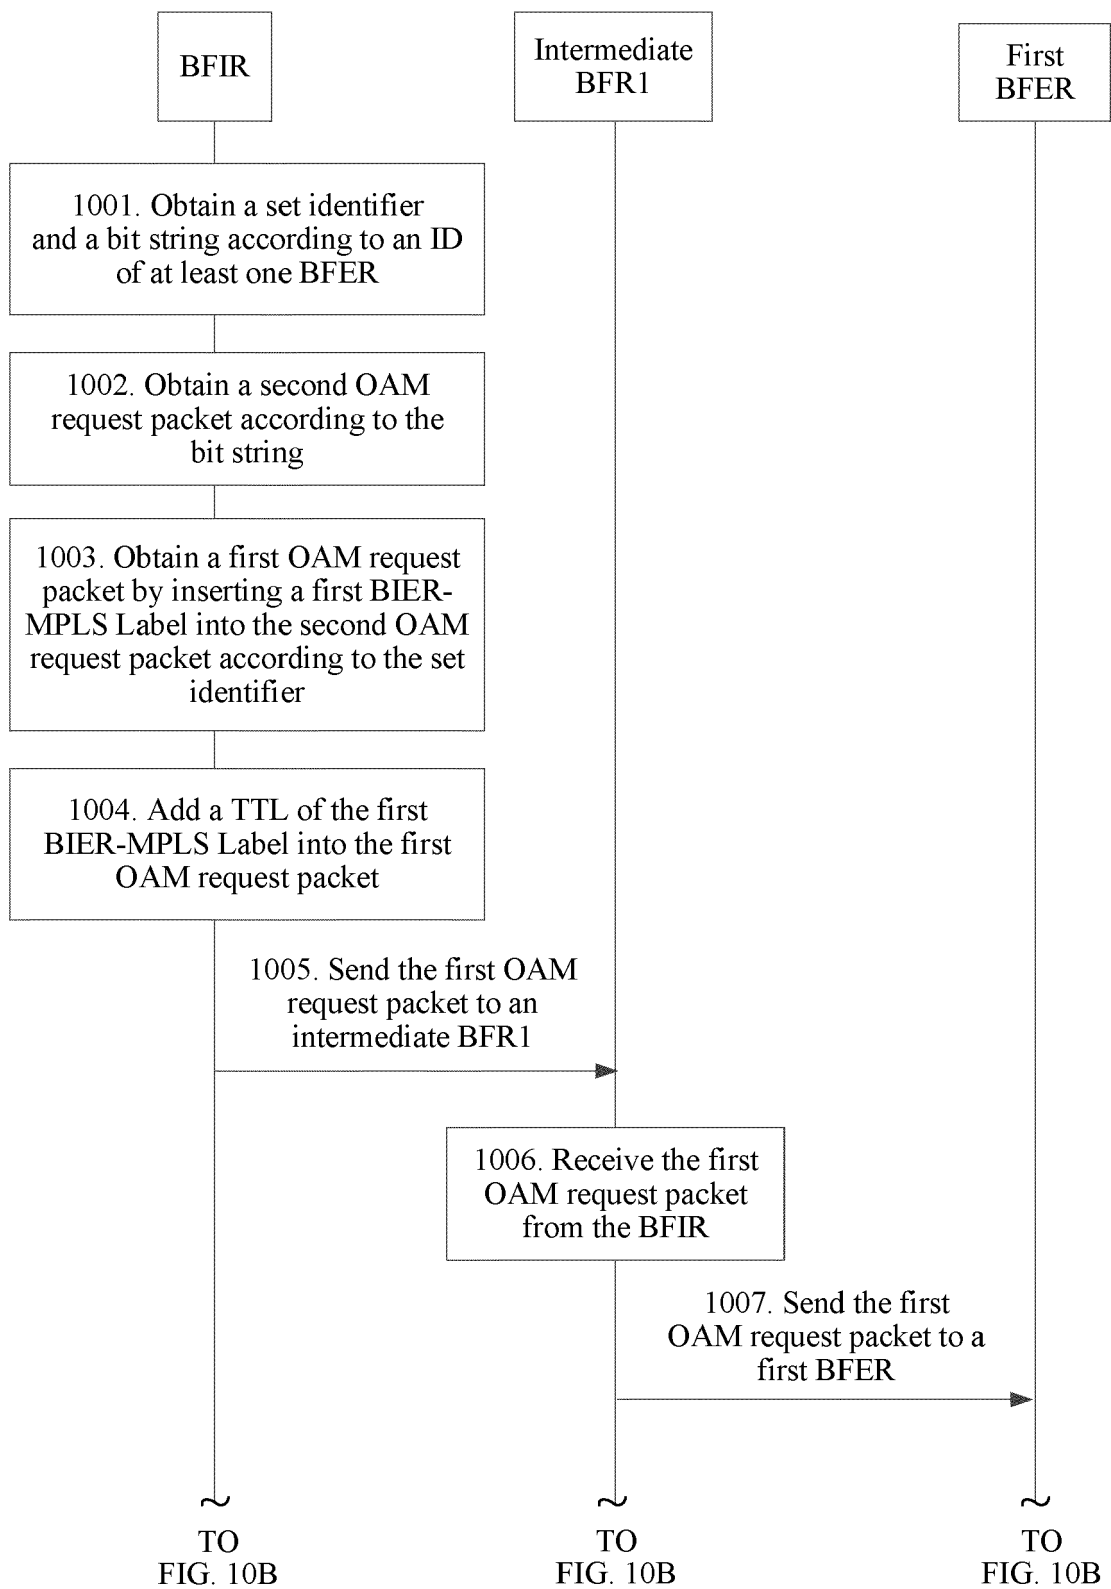 BFIR
Intermediate
BFR1
First
BFER
1001. Obtain a set identifier
and a bit string according to an ID
of at least one BFER
1002. Obtain a second OAM
request packet according to the
bit string
1003. Obtain a first OAM request
packet by inserting a first BIER-
MPLS Label into the second OAM
request packet according to the set
identifier
1004. Add a TTL of the first
BIER-MPLS Label into the first
OAM request packet
1005. Send the first OAM
request packet to an
intermediate BFR1
1006. Receive the first
OAM request packet
from the BFIR
1007. Send the first
OAM request packet to a
first BFER
TO
FIG. 10B
TO
FIG. 10B
TO
FIG. 10B